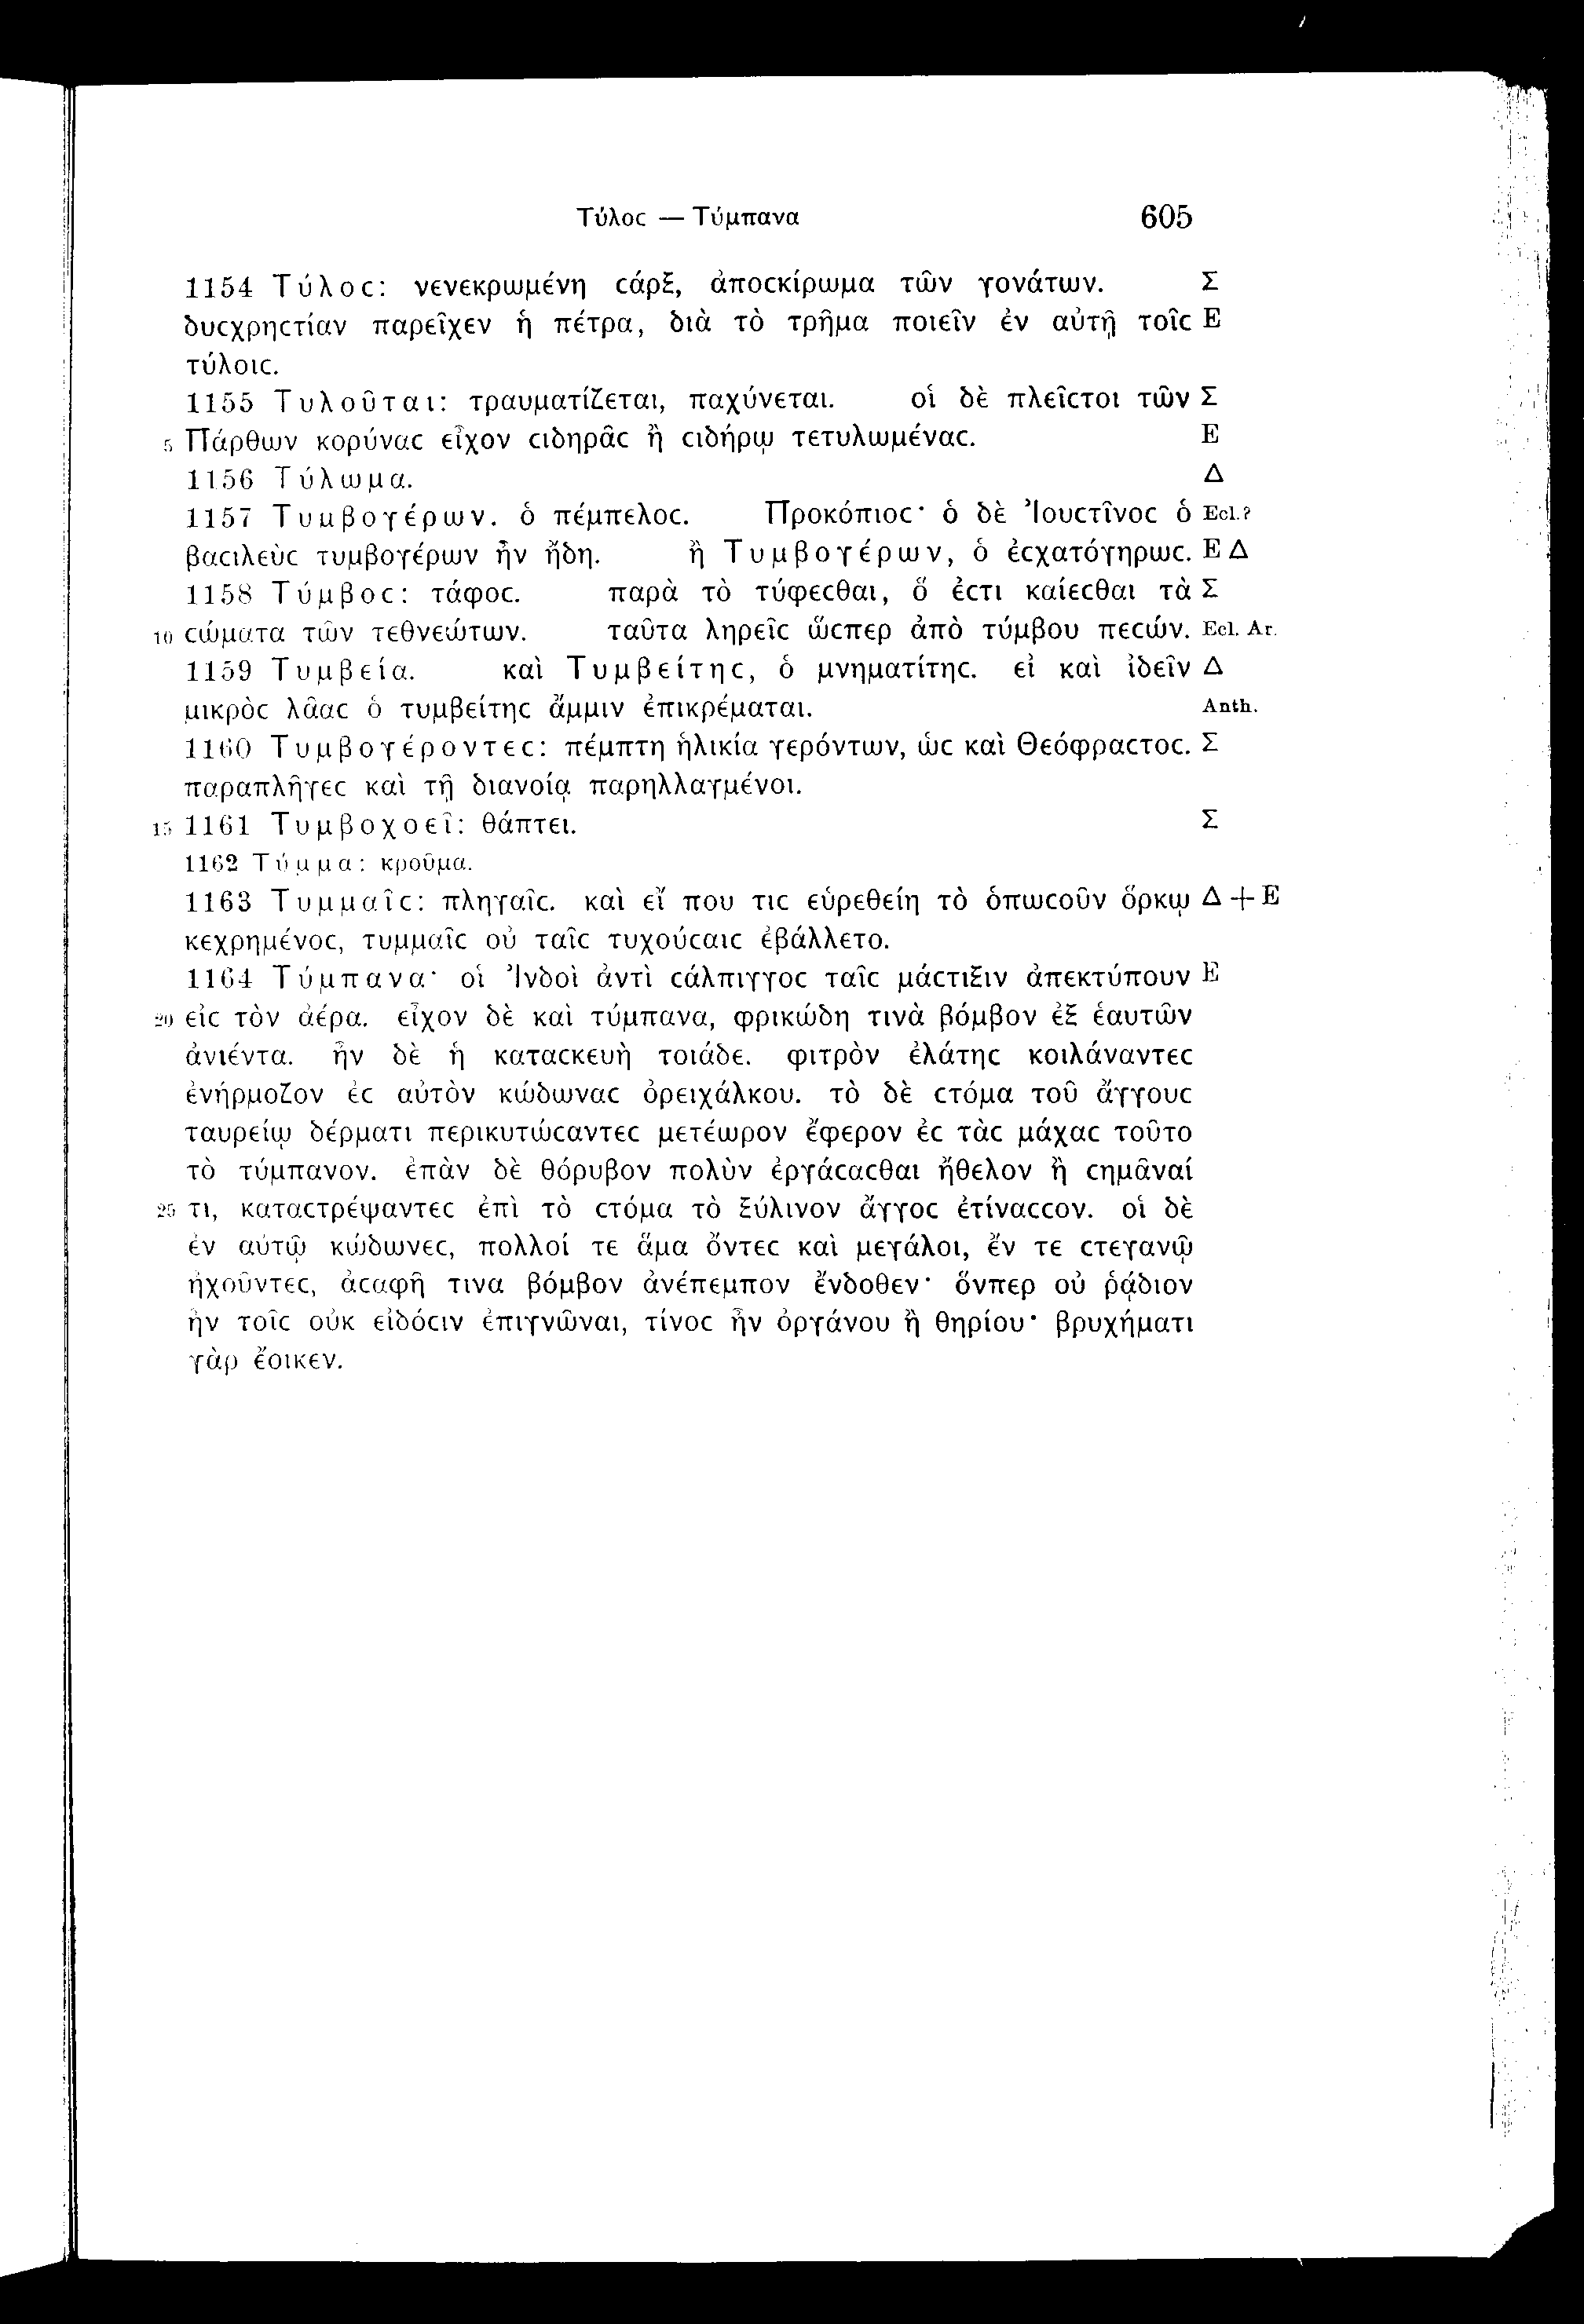 Τύλοϲ — Τύμπανα 605
1154 Τύλοϲ: νενεκρωμένη ϲάρξ, ἀποϲκίρωμα τῶν γονάτων. Σ
δυϲχρηϲτίαν παρεῖχεν ἡ πέτρα, διὰ τὸ τρῆμα ποιεῖν ἐν αὐτῇ τοῖϲ Ε
τύλοιϲ.
1155 Τυλοῦται: τραυματίζεται, παχύνεται. οἱ δὲ πλεῖϲτοι τῶν Σ
5 Πάρθων κορύναϲ εἶχον ϲιδηρᾶϲ ἢ ϲιδήρῳ τετυλωμέναϲ. Ε
1156 Τύλωμα. Δ
1157 Τυμβογέρων. ὁ πέμπελοϲ. Προκόπιοϲ· ὁ δὲ Ἰουϲτῖνοϲ ὁ Ecl.?
βαϲιλεὺϲ τυμβογέρων ἦν ἤδη. ἢ Τυμβογέρων, ὁ ἐϲχατόγηρωϲ. Ε Δ
1158 Τύμβοϲ: τάφοϲ. παρὰ τὸ τύφεϲθαι, ὅ ἐϲτι καίεϲθαι τὰ Σ
10 ϲώματα τῶν τεθνεώτων. ταῦτα ληρεῖϲ ὥϲπερ ἀπὸ τύμβου πεϲών. Ecl. Ar.
1159 Τυμβεία. καὶ Τυμβείτηϲ, ὁ μνηματίτηϲ. εἰ καὶ ἰδεῖν Δ
μικρὸϲ λᾶαϲ ὁ τυμβείτηϲ ἄμμιν ἐπικρέμαται. Anth.
1160 Τυμβογέροντεϲ: πέμπτη ἡλικία γερόντων, ὡϲ καὶ Θεόφραϲτοϲ. Σ
παραπλῆγεϲ καὶ τῇ διανοίᾳ παρηλλαγμένοι.
15 1161 Τυμβοχοεῖ: θάπτει. Σ
1162 Τύμμα: κροῦμα.
1163 Τυμμαῖϲ: πληγαῖϲ. καὶ εἴ που τιϲ εὑρεθείη τὸ ὁπωϲοῦν ὅρκῳ Δ + Ε
κεχρημένοϲ, τυμμαῖϲ οὐ ταῖϲ τυχούϲαιϲ ἐβάλλετο.
1164 Τύμπανα· οἱ Ἰνδοὶ ἀντὶ ϲάλπιγγοϲ ταῖϲ μάϲτιξιν ἀπεκτύπουν Ε
20 εἰϲ τὸν ἀέρα. εἶχον δὲ καὶ τύμπανα, φρικώδη τινὰ βόμβον ἐξ ἑαυτῶν
ἀνιέντα. ἦν δὲ ἡ καταϲκευὴ τοιάδε. φιτρὸν ἐλάτηϲ κοιλάναντεϲ
ἐνήρμοζον ἐϲ αὐτὸν κώδωναϲ ὀρειχάλκου. τὸ δὲ ϲτόμα τοῦ ἄγγουϲ
ταυρείῳ δέρματι περικυτώϲαντεϲ μετέωρον ἔφερον ἐϲ τὰϲ μάχαϲ τοῦτο
τὸ τύμπανον. ἐπὰν δὲ θόρυβον πολὺν ἐργάϲαϲθαι ἤθελον ἢ ϲημᾶναί
25 τι, καταϲτρέψαντεϲ ἐπὶ τὸ ϲτόμα τὸ ξύλινον ἄγγοϲ ἐτίναϲϲον. οἱ δὲ
ἐν αὐτῷ κώδωνεϲ, πολλοί τε ἅμα ὄντεϲ καὶ μεγάλοι, ἔν τε ϲτεγανῷ
ἠχοῦντεϲ, ἀϲαφῆ τινα βόμβον ἀνέπεμπον ἔνδοθεν· ὅνπερ οὐ ῥᾴδιον
ἦν τοῖϲ οὐκ εἰδόϲιν ἐπιγνῶναι, τίνοϲ ἦν ὀργάνου ἢ θηρίου· βρυχήματι
γὰρ ἔοικεν.